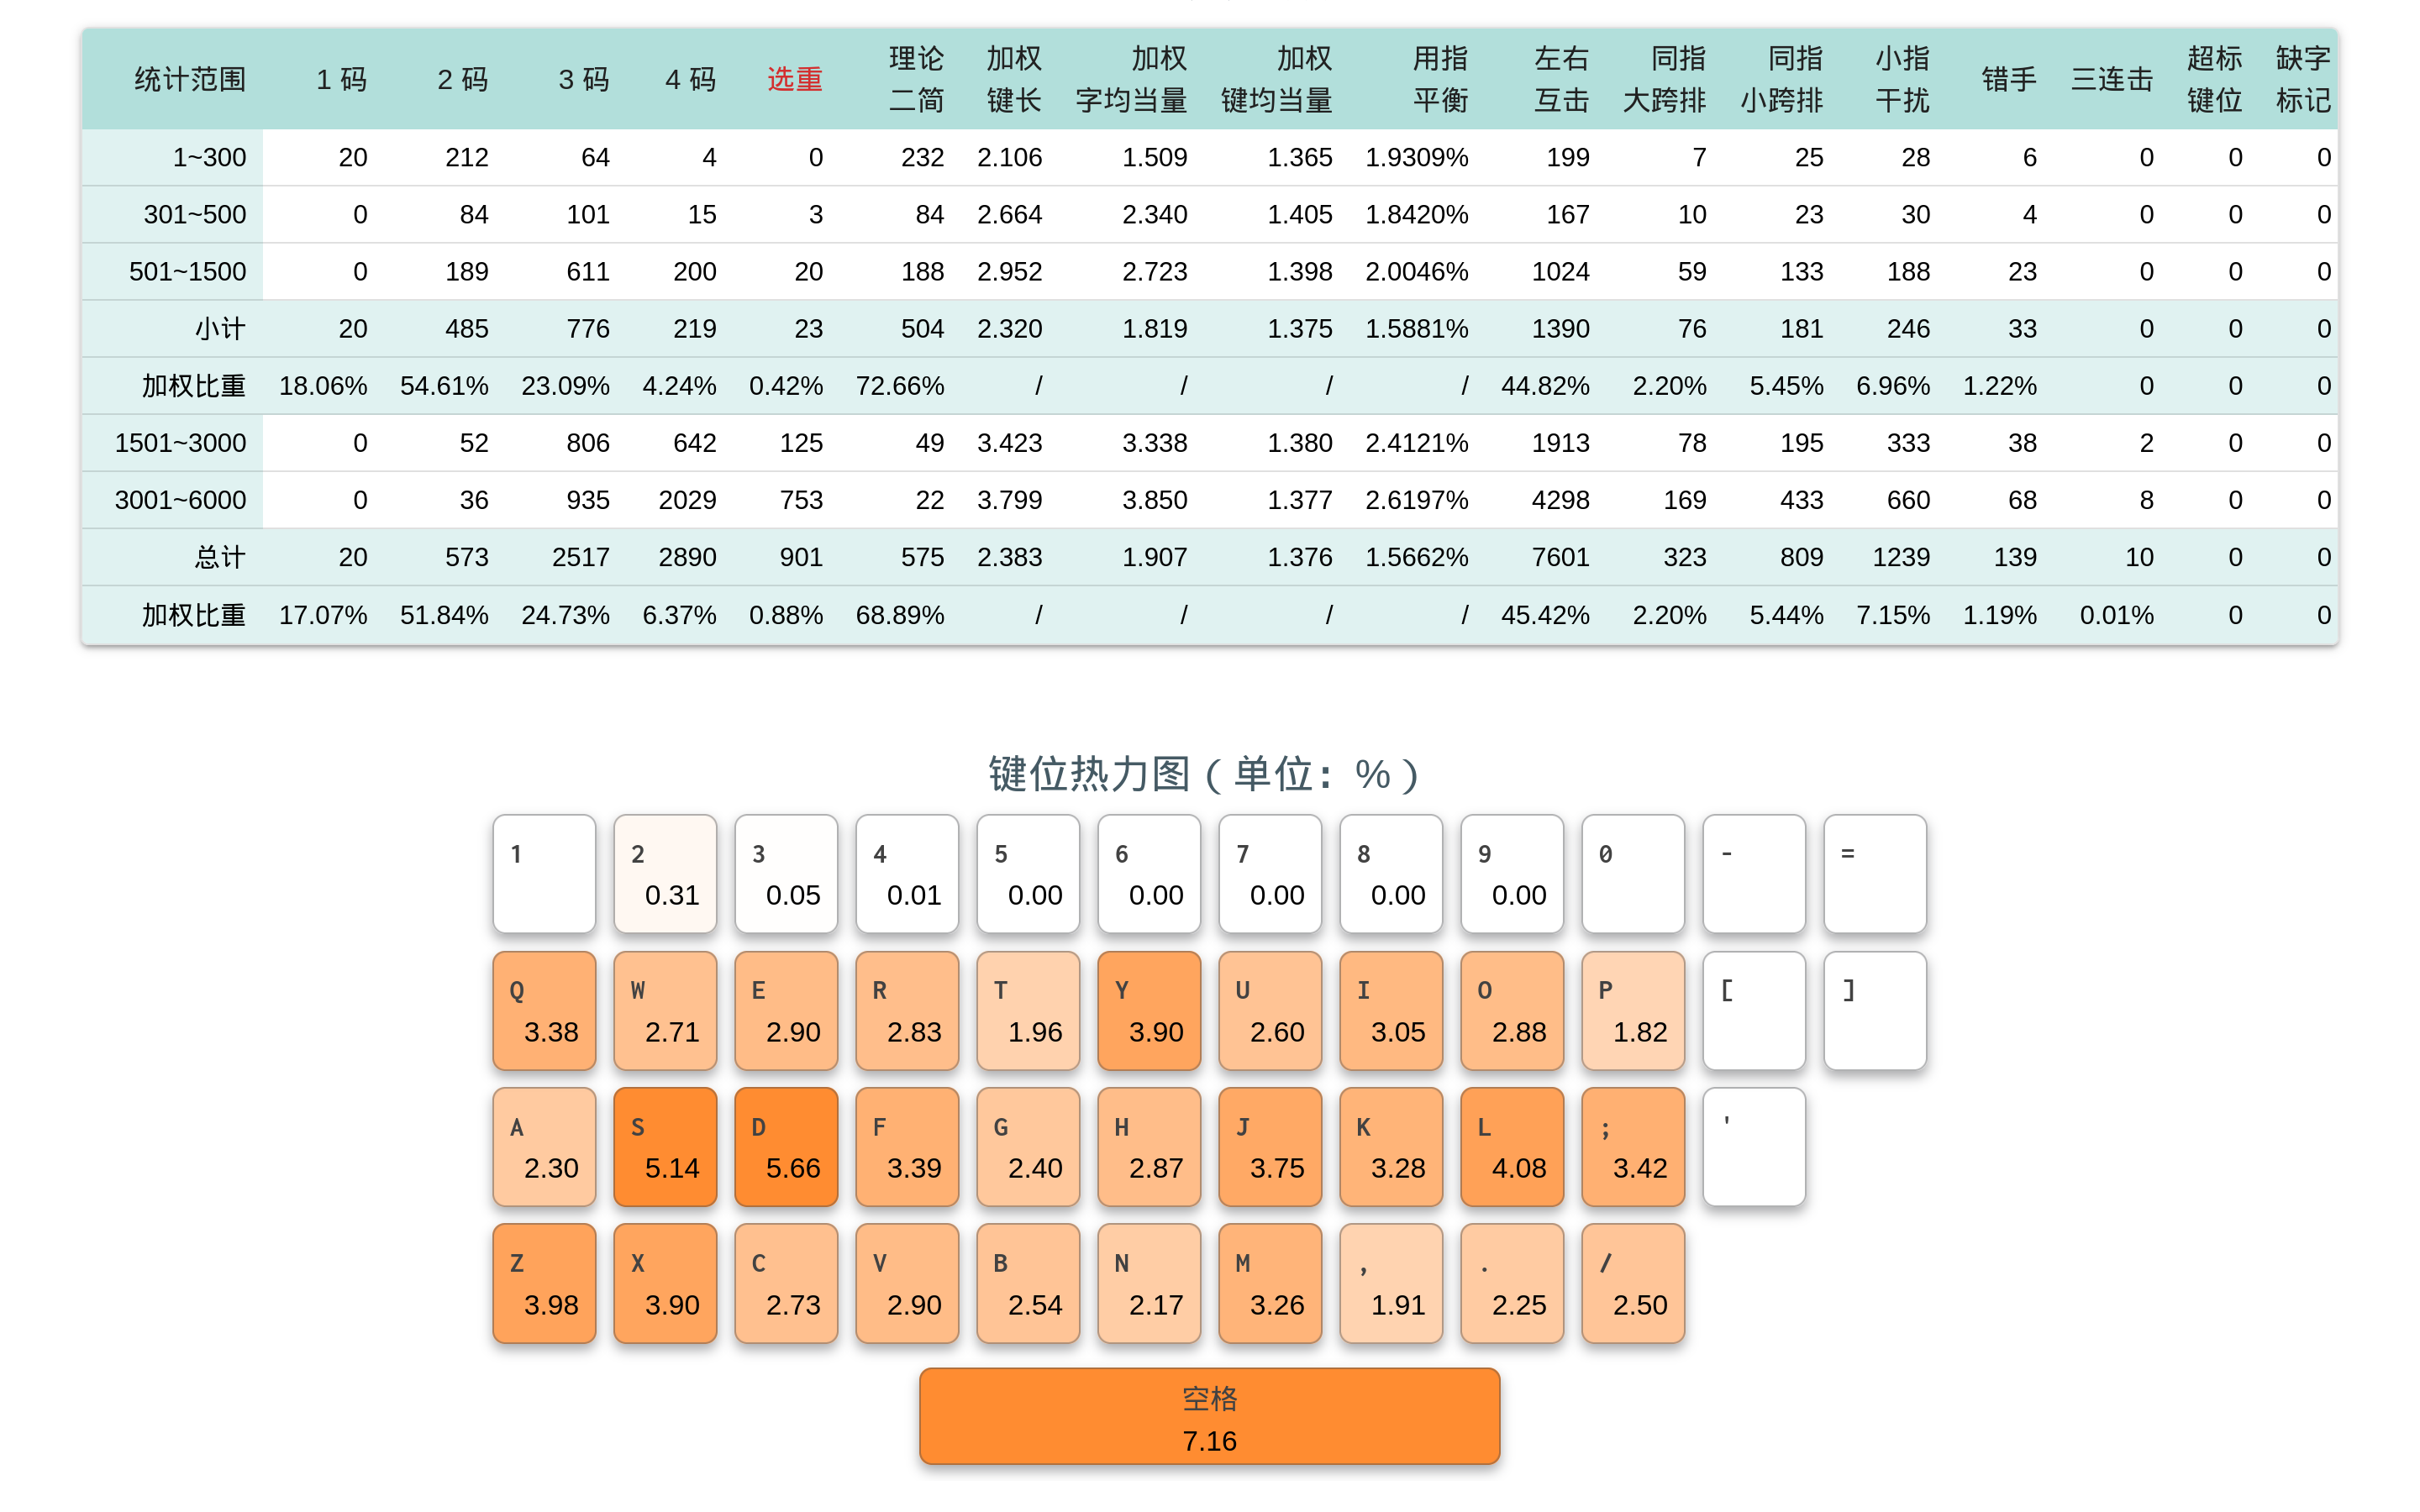 统计范围 1 码 2 码 3 码 4 码 选重 理论二简 加权键长 加权字均当量 加权键均当量 用指平衡 左右互击 同指大跨排 同指小跨排 小指干扰 错手 三连击 超标键位 缺字标记
1~300 20 212 64 4 0 232 2.106 1.509 1.365 1.9309% 199 7 25 28 6 0 0 0
301~500 0 84 101 15 3 84 2.664 2.340 1.405 1.8420% 167 10 23 30 4 0 0 0
501~1500 0 189 611 200 20 188 2.952 2.723 1.398 2.0046% 1024 59 133 188 23 0 0 0
小计 20 485 776 219 23 504 2.320 1.819 1.375 1.5881% 1390 76 181 246 33 0 0 0
加权比重 18.06% 54.61% 23.09% 4.24% 0.42% 72.66% / / / / 44.82% 2.20% 5.45% 6.96% 1.22% 0 0 0
1501~3000 0 52 806 642 125 49 3.423 3.338 1.380 2.4121% 1913 78 195 333 38 2 0 0
3001~6000 0 36 935 2029 753 22 3.799 3.850 1.377 2.6197% 4298 169 433 660 68 8 0 0
总计 20 573 2517 2890 901 575 2.383 1.907 1.376 1.5662% 7601 323 809 1239 139 10 0 0
加权比重 17.07% 51.84% 24.73% 6.37% 0.88% 68.89% / / / / 45.42% 2.20% 5.44% 7.15% 1.19% 0.01% 0 0
键位热力图（单位：%）
1 2 3 4 5 6 7 8 9 0 - =
0.31 0.05 0.01 0.00 0.00 0.00 0.00 0.00
Q W E R T Y U I O P [ ]
3.38 2.71 2.90 2.83 1.96 3.90 2.60 3.05 2.88 1.82
A S D F G H J K L ; '
2.30 5.14 5.66 3.39 2.40 2.87 3.75 3.28 4.08 3.42
Z X C V B N M , . /
3.98 3.90 2.73 2.90 2.54 2.17 3.26 1.91 2.25 2.50
空格
7.16